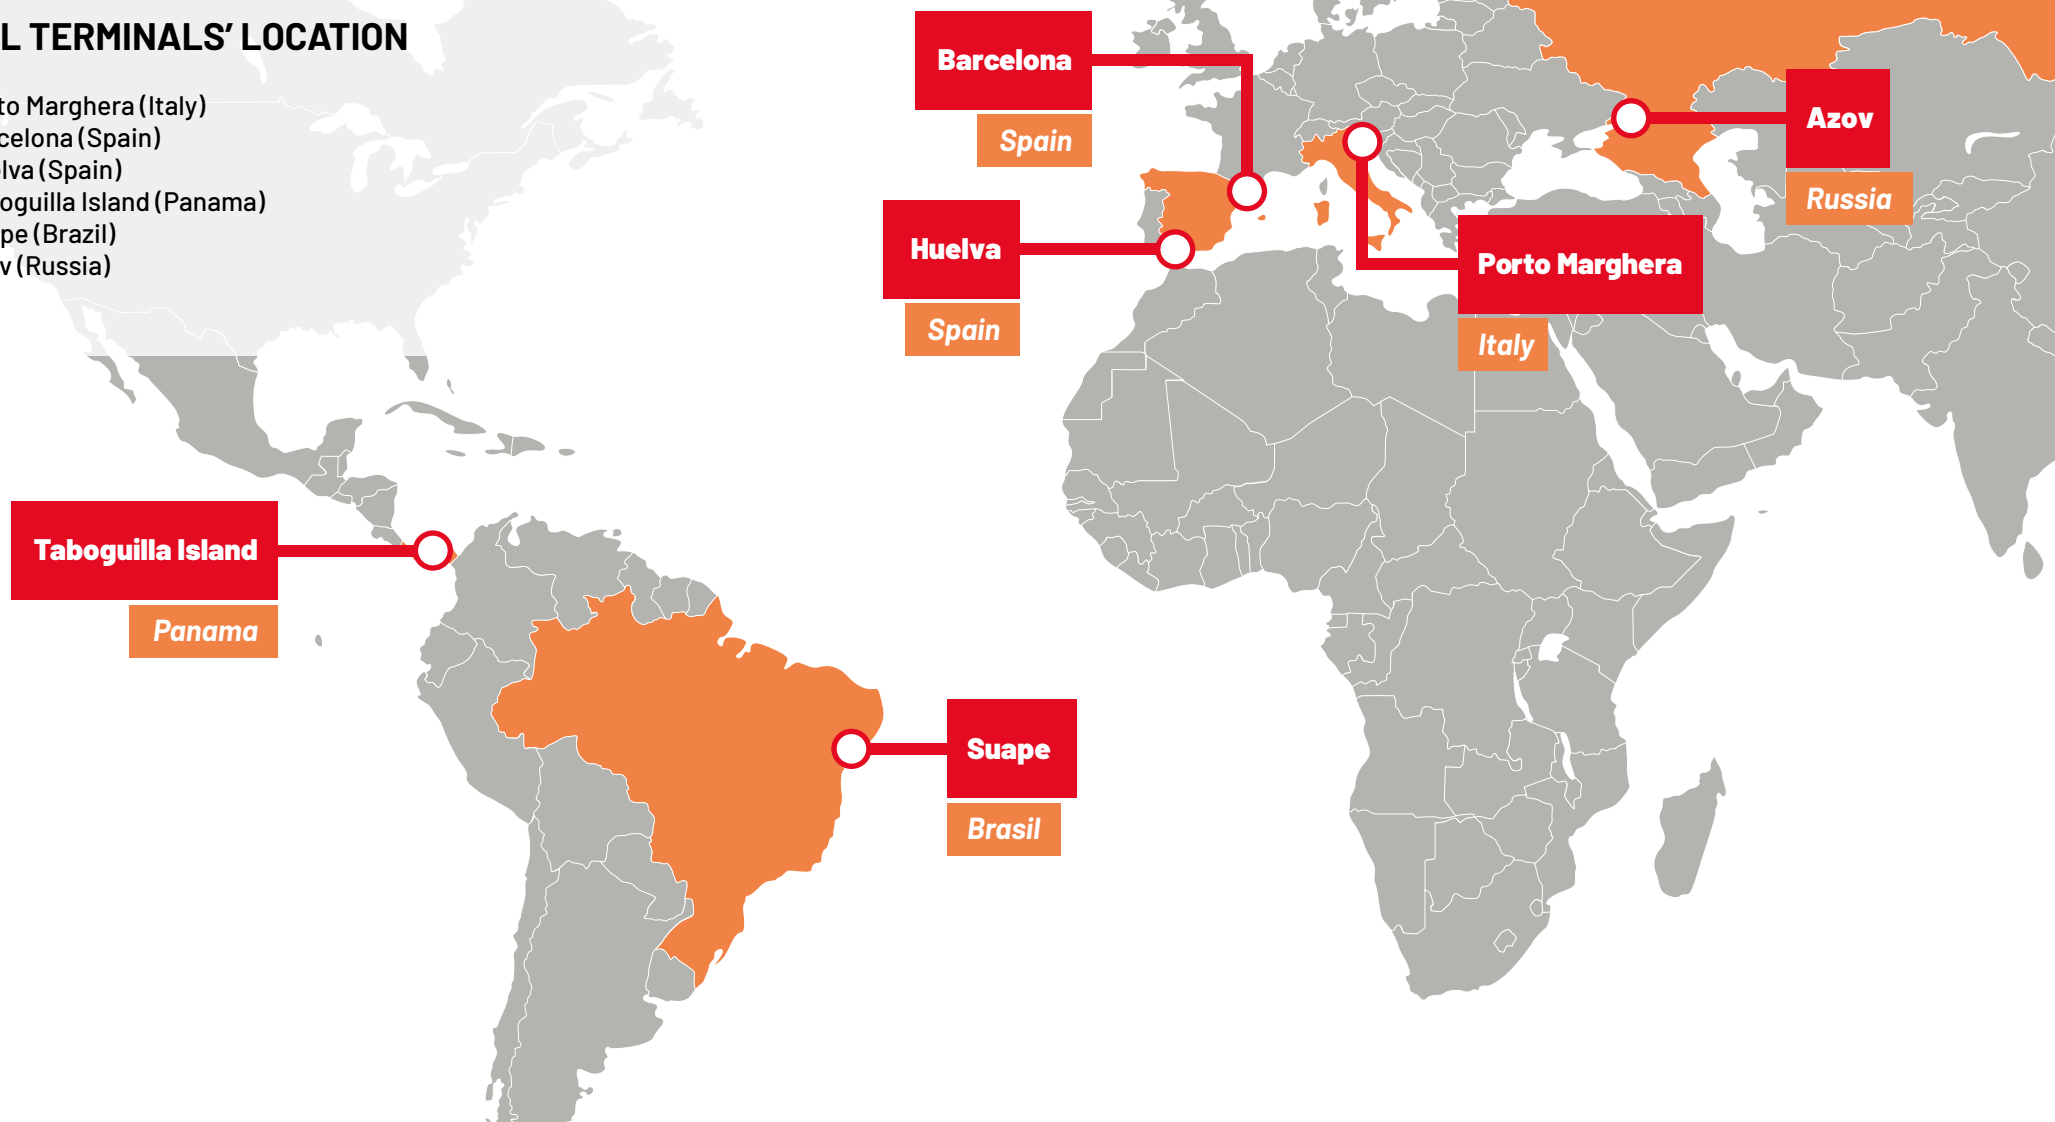 L TERMINALS' LOCATION
to Marghera (Italy)
celona (Spain)
lva (Spain)
oguilla Island (Panama)
pe (Brazil)
v (Russia)
Barcelona
Spain
Azov
Russia
Huelva
Spain
Porto Marghera
Italy
Taboguilla Island
Panama
Suape
Brasil